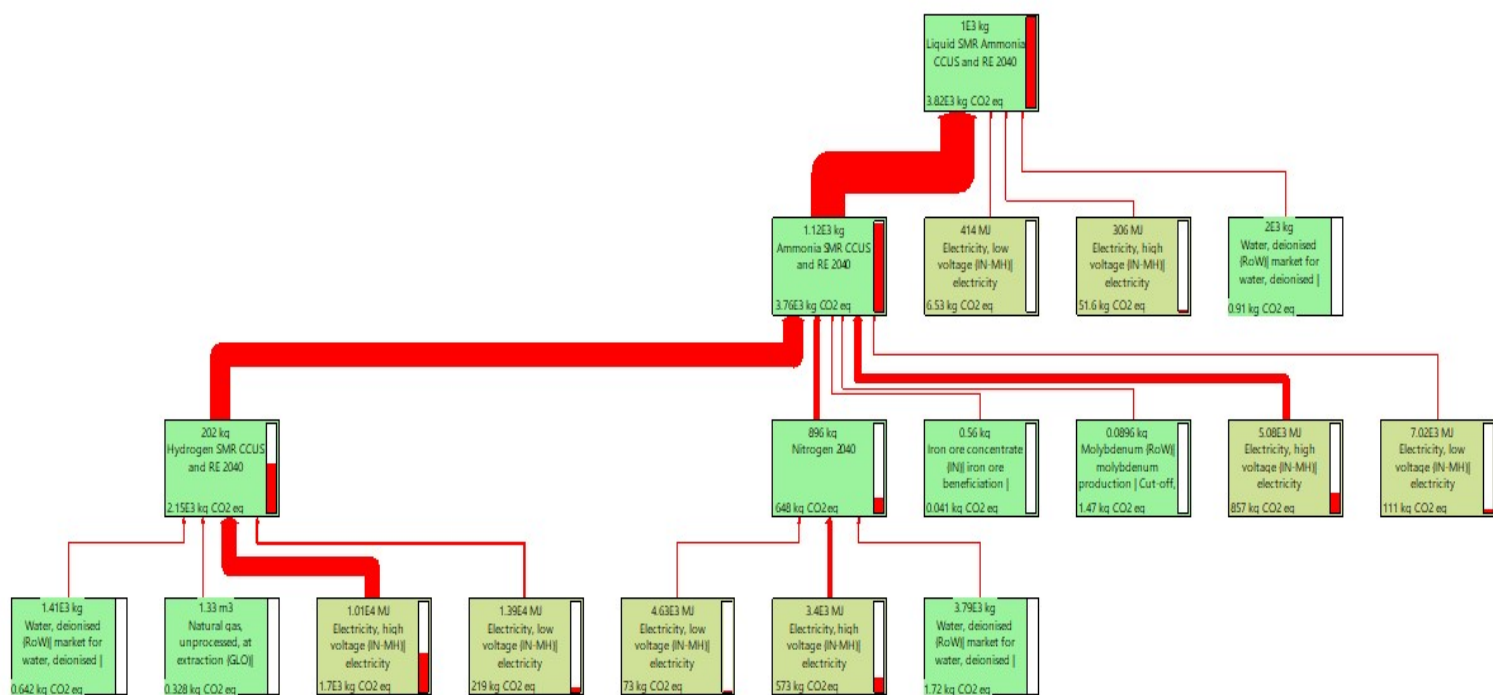 1E3 kg
Liquid SMR Ammonia
CCUS and RE 2040
3.82E3 kg CO2 eq
1.12E3 kg
Ammonia SMR CCUS
and RE 2040
3.76E3 kg CO2 eq
414 MJ
Electricity, low
voltage {IN-MH}|
electricity
6.53 kg CO2 eq
306 MJ
Electricity, high
voltage {IN-MH}|
electricity
51.6 kg CO2 eq
2E3 kg
Water, deionised
{RoW}| market for
water, deionised |
0.91 kg CO2 eq
202 kg
Hydrogen SMR CCUS
and RE 2040
2.15E3 kg CO2 eq
896 kg
Nitrogen 2040
648 kg CO2 eq
0.56 kg
Iron ore concentrate
{IN}| iron ore
beneficiation |
0.041 kg CO2 eq
0.0896 kg
Molybdenum {RoW}|
molybdenum
production | Cut-off,
1.47 kg CO2 eq
5.08E3 MJ
Electricity, high
voltage {IN-MH}|
electricity
857 kg CO2 eq
7.02E3 MJ
Electricity, low
voltage {IN-MH}|
electricity
111 kg CO2 eq
1.41E3 kg
Water, deionised
{RoW}| market for
water, deionised |
0.642 kg CO2 eq
1.33 m3
Natural gas,
unprocessed, at
extraction {GLO}|
0.328 kg CO2 eq
1.01E4 MJ
Electricity, high
voltage {IN-MH}|
electricity
1.7E3 kg CO2 eq
1.39E4 MJ
Electricity, low
voltage {IN-MH}|
electricity
219 kg CO2 eq
4.63E3 MJ
Electricity, low
voltage {IN-MH}|
electricity
73 kg CO2 eq
3.4E3 MJ
Electricity, high
voltage {IN-MH}|
electricity
573 kg CO2 eq
3.79E3 kg
Water, deionised
{RoW}| market for
water, deionised |
1.72 kg CO2 eq